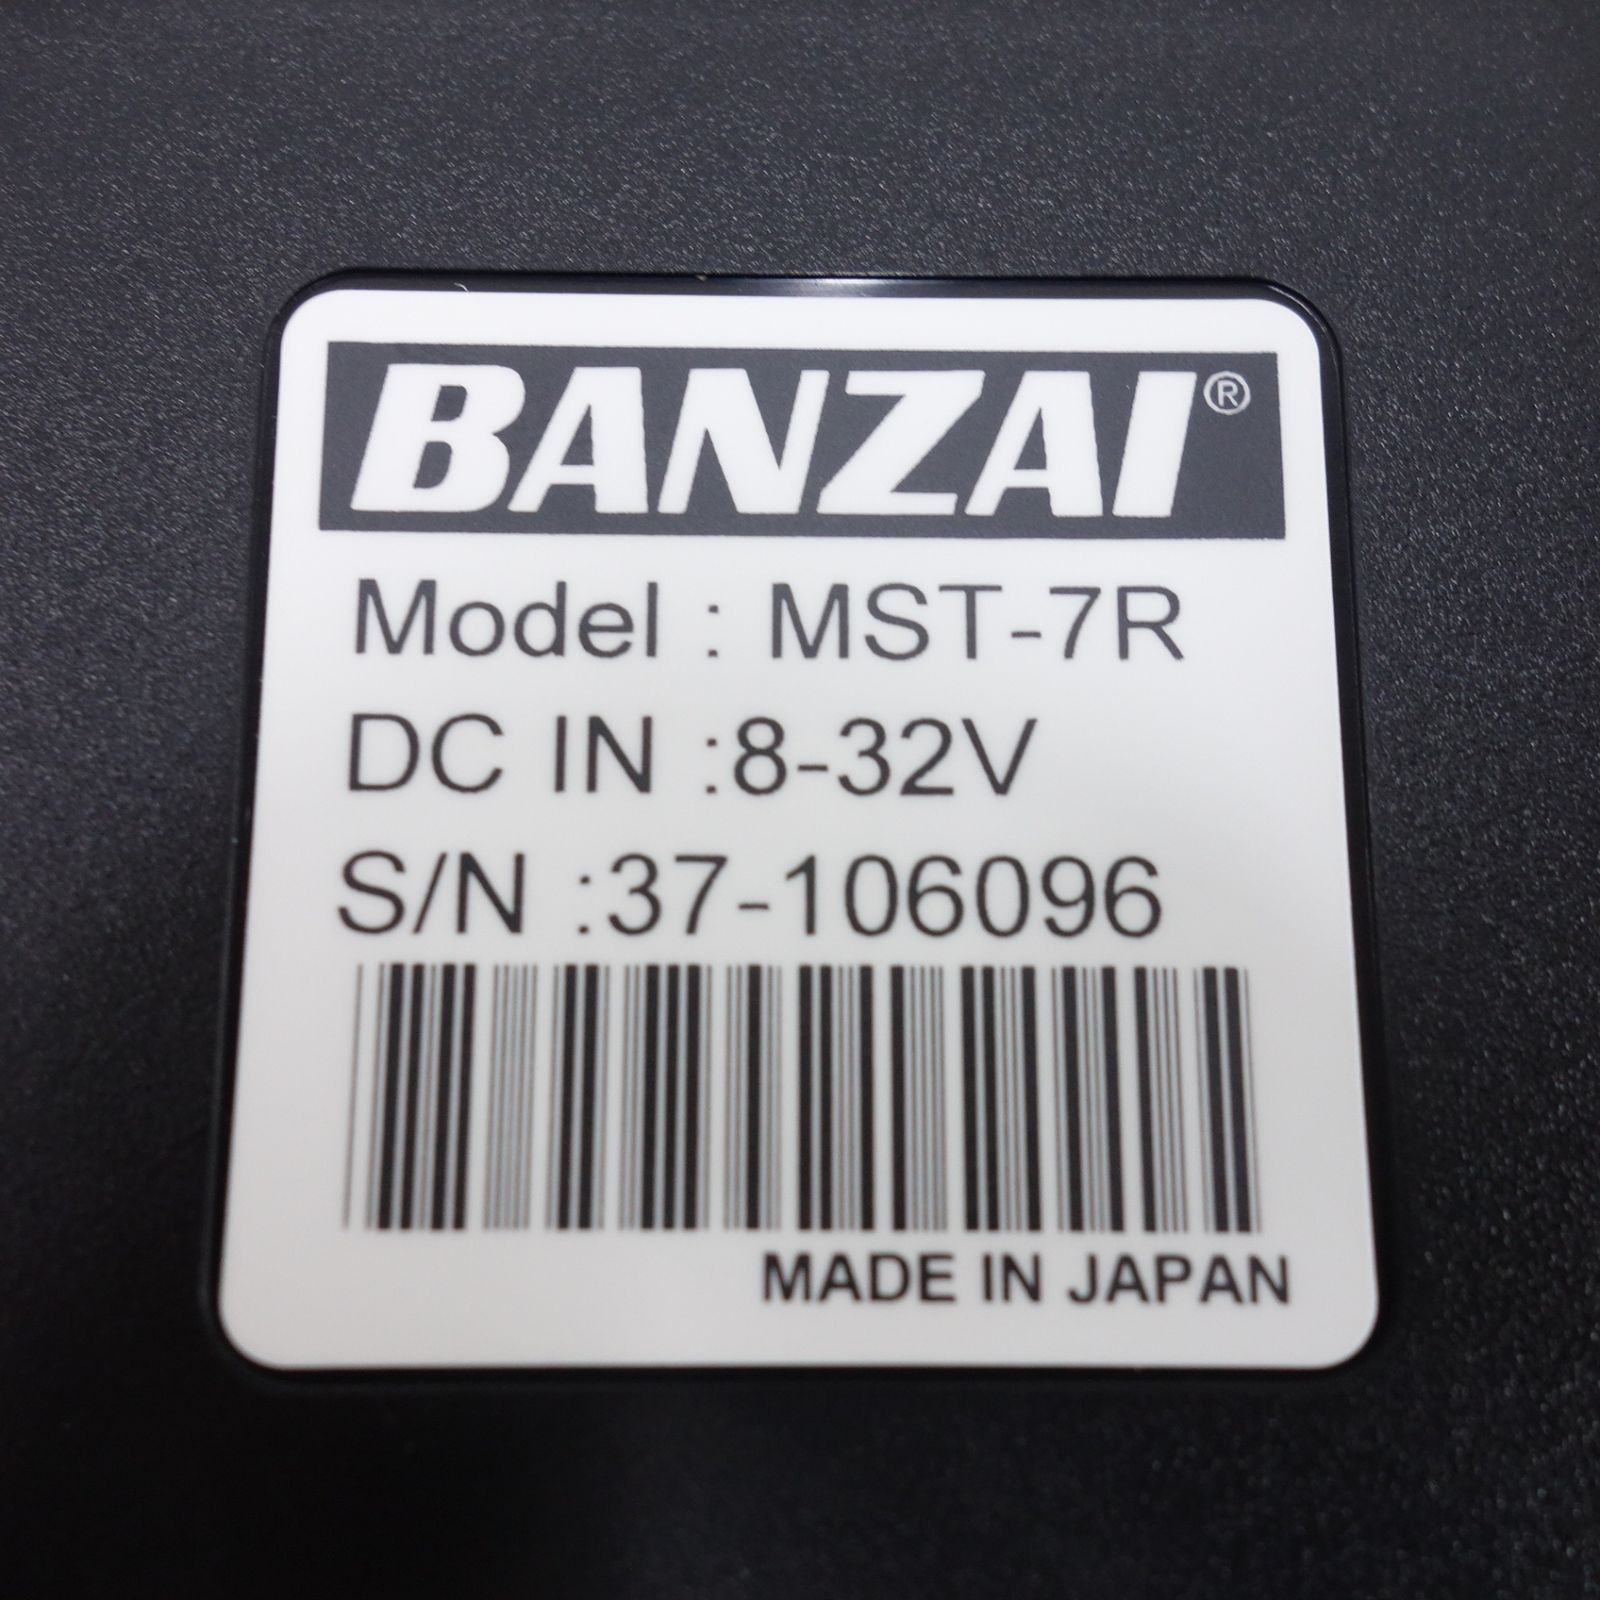 BANZAI®
Model : MST-7R
DC IN :8-32V
S/N :37-106096
MADE IN JAPAN